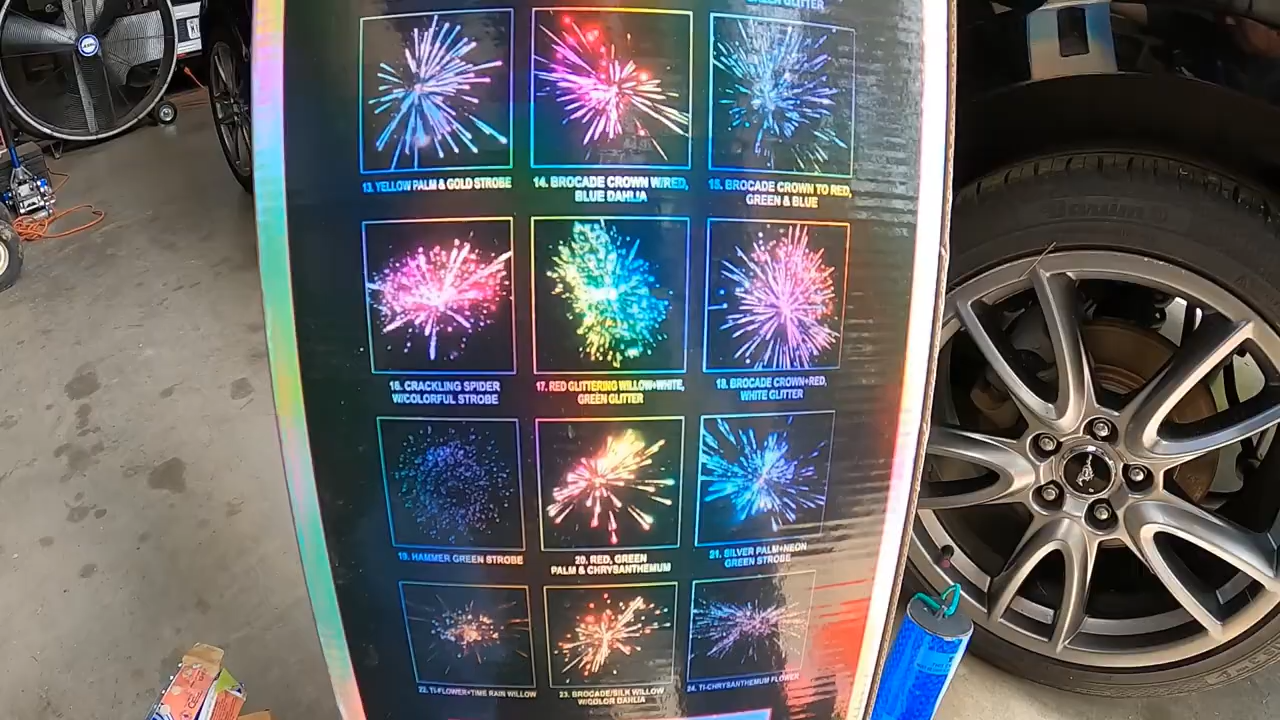 GREEN GLITTER
13. YELLOW PALM & GOLD STROBE
14. BROCADE CROWN W/RED,
BLUE DAHLIA
15. BROCADE CROWN TO RED,
GREEN & BLUE
16. CRACKLING SPIDER
W/COLORFUL STROBE
17. RED GLITTERING WILLOW+WHITE,
GREEN GLITTER
18. BROCADE CROWN+RED,
WHITE GLITTER
19. HAMMER GREEN STROBE
20. RED, GREEN
PALM & CHRYSANTHEMUM
21. SILVER PALM+NEON
GREEN STROBE
22. TI-FLOWER+TIME RAIN WILLOW
23. BROCADE/SILK WILLOW
W/COLOR DAHLIA
24. TI-CHRYSANTHEMUM FLOWER